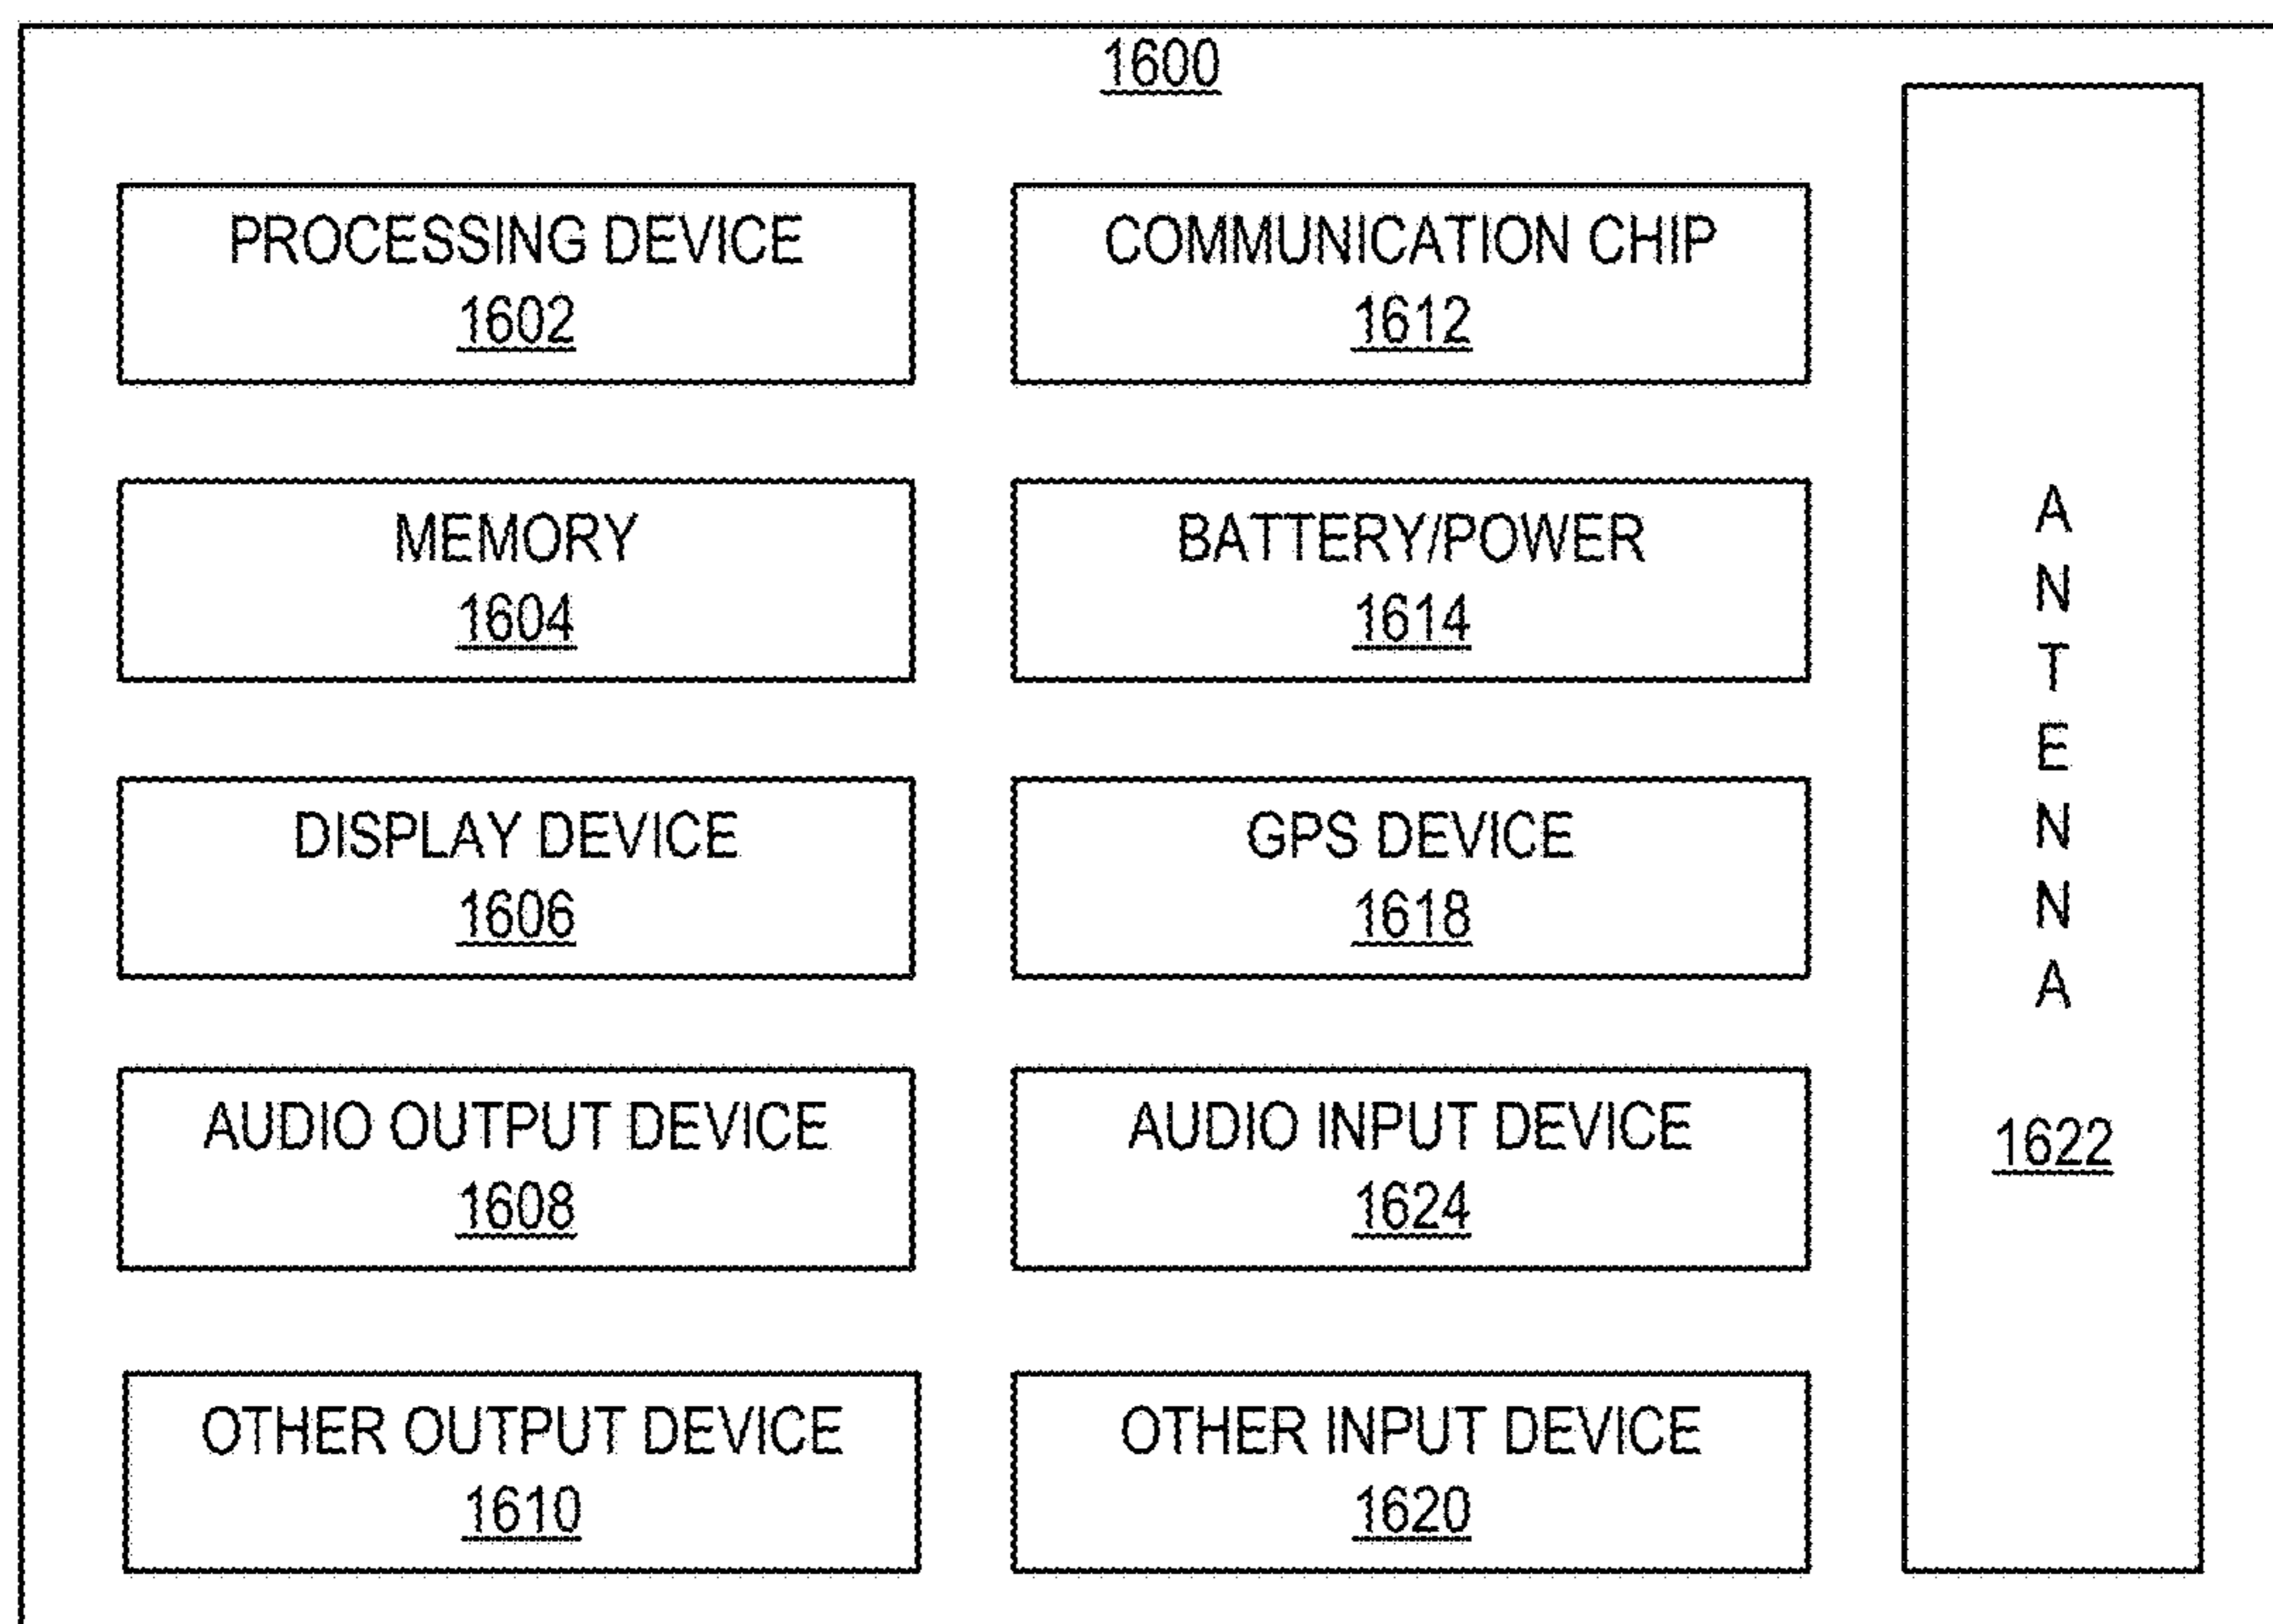 1600
PROCESSING DEVICE
1602
COMMUNICATION CHIP
1612
MEMORY
1604
BATTERY/POWER
1614
DISPLAY DEVICE
1606
GPS DEVICE
1618
AUDIO OUTPUT DEVICE
1608
AUDIO INPUT DEVICE
1624
OTHER OUTPUT DEVICE
1610
OTHER INPUT DEVICE
1620
ANTENNA
1622